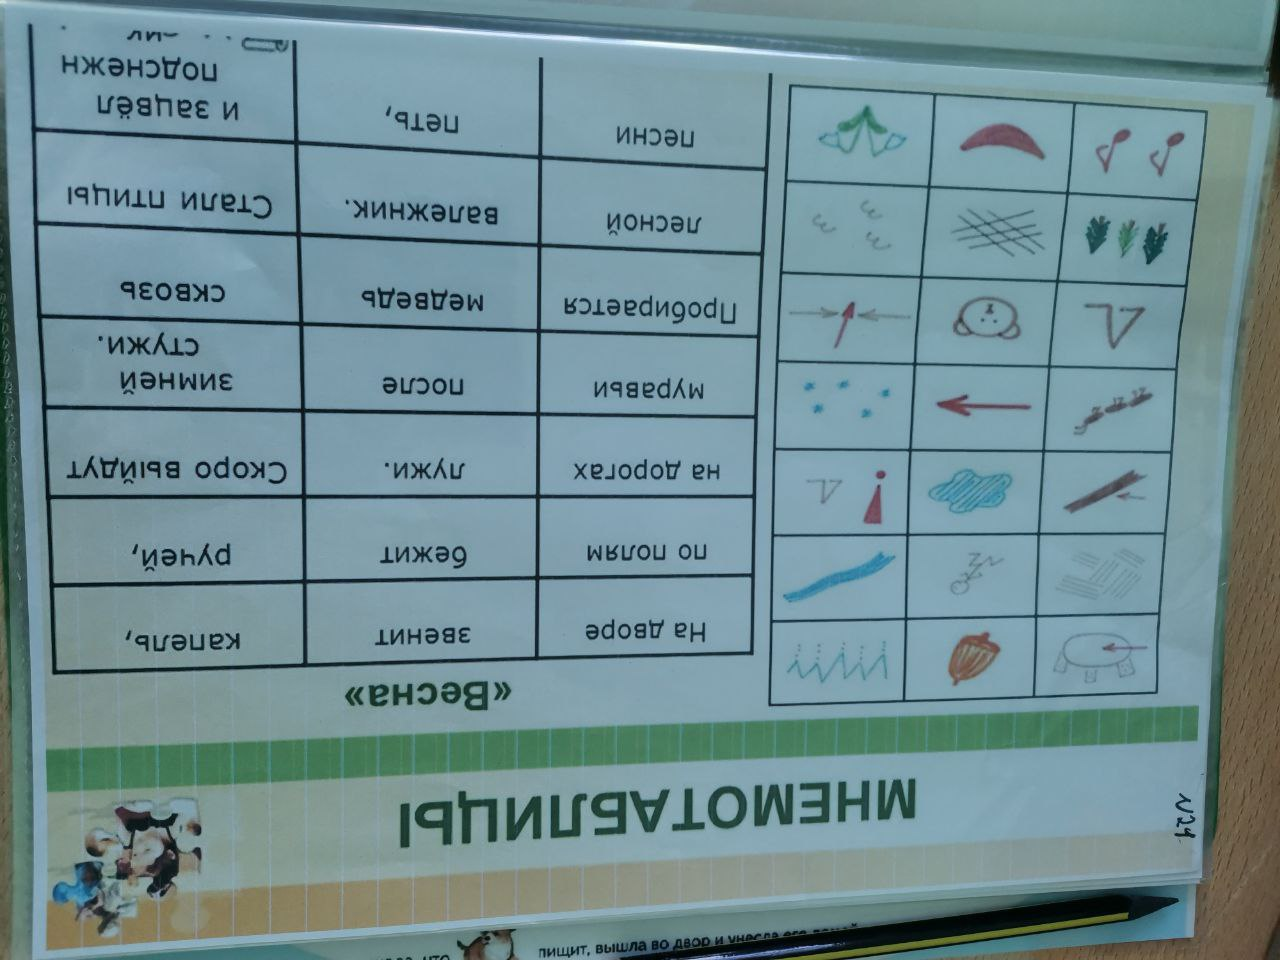 МНЕМОТАБЛИЦЫ
«Весна»
На дворе звенит капель,
по полям бежит ручей,
на дорогах лужи. Скоро выйдут
муравьи после зимней
стужи.
Пробирается медведь сквозь
лесной валежник. Стали птицы
песни петь, и зацвёл
подснежн
ик.
пищит, вышла во двор и унесла его